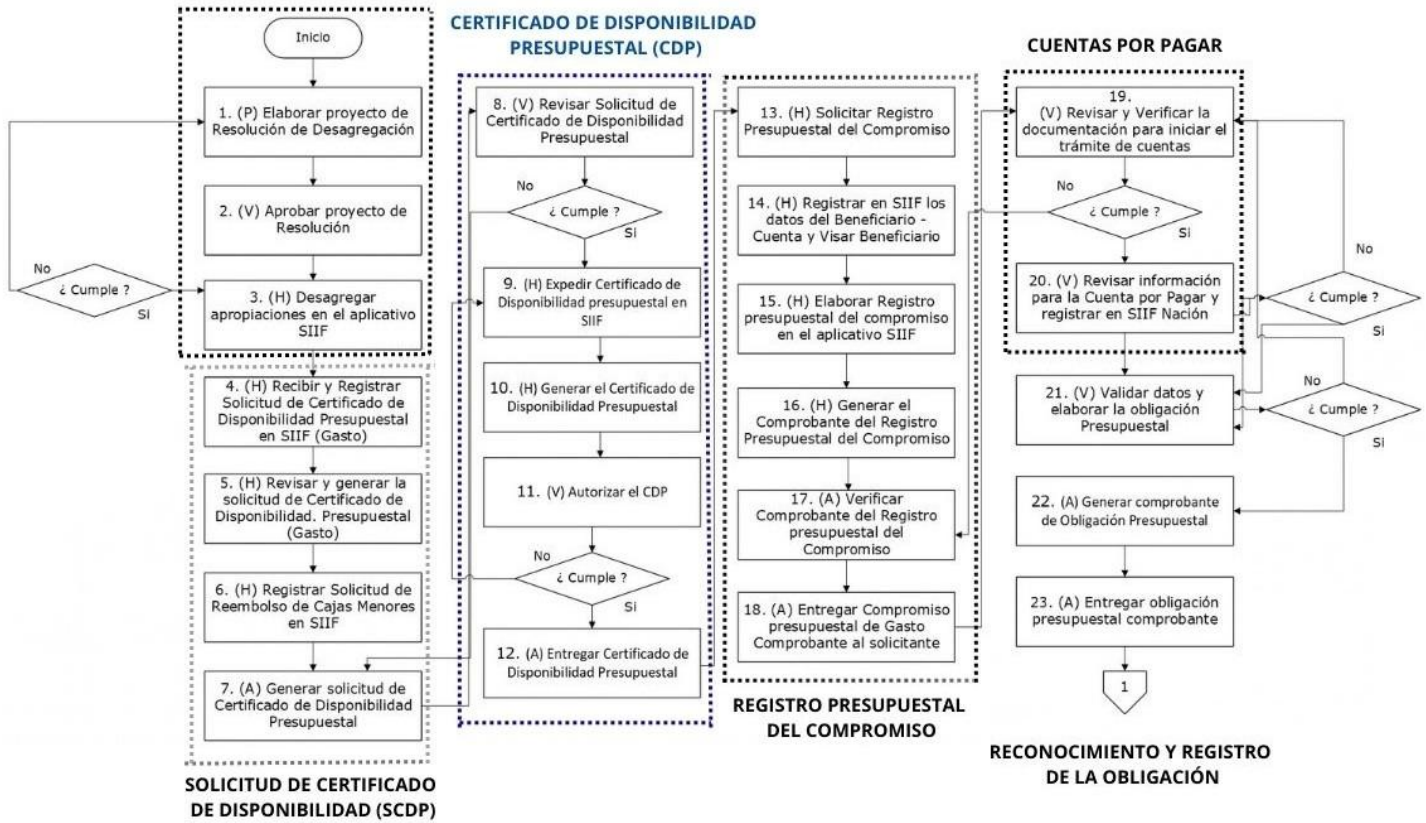 Inicio
1. (P) Elaborar proyecto de
Resolución de Desagregación
2. (V) Aprobar proyecto de
Resolución
No
¿ Cumple ?
SI
3. (H) Desagregar
apropiaciones en el aplicativo
SIIF
4. (H) Recibir y Registrar
Solicitud de Certificado de
Disponibilidad Presupuestal
en SIIF (Gasto)
5. (H) Revisar y generar la
solicitud de Certificado de
Disponibilidad. Presupuestal
(Gasto)
6. (H) Registrar Solicitud de
Reembolso de Cajas Menores
en SIIF
7. (A) Generar solicitud de
Certificado de Disponibilidad
Presupuestal
SOLICITUD DE CERTIFICADO
DE DISPONIBILIDAD (SCDP)
CERTIFICADO DE DISPONIBILIDAD
PRESUPUESTAL (CDP)
8. (V) Revisar Solicitud de
Certificado de Disponibilidad
Presupuestal
No
¿ Cumple ?
SI
9. (H) Expedir Certificado de
Disponibilidad presupuestal en
SIIF
10. (H) Generar el Certificado de
Disponibilidad Presupuestal
11. (V) Autorizar el CDP
No
¿ Cumple ?
Si
12. (A) Entregar Certificado de
Disponibilidad Presupuestal
13. (H) Solicitar Registro
Presupuestal del Compromiso
14. (H) Registrar en SIIF los
datos del Beneficiario -
Cuenta y Visar Beneficiario
15. (H) Elaborar Registro
presupuestal del compromiso
en el aplicativo SIIF
16. (H) Generar el
Comprobante del Registro
Presupuestal del Compromiso
17. (A) Verificar
Comprobante del Registro
presupuestal del
Compromiso
18. (A) Entregar Compromiso
presupuestal de Gasto
Comprobante al solicitante
REGISTRO PRESUPUESTAL
DEL COMPROMISO
CUENTAS POR PAGAR
19.
(V) Revisar y Verificar la
documentación para iniciar el
trámite de cuentas
No
¿ Cumple ?
Si
20. (V) Revisar información
para la Cuenta por Pagar y
registrar en SIIF Nación
No
¿ Cumple ?
Si
21. (V) Validar datos y
elaborar la obligación
Presupuestal
No
¿ Cumple ?
SI
22. (A) Generar comprobante
de Obligación Presupuestal
23. (A) Entregar obligación
presupuestal comprobante
1
RECONOCIMIENTO Y REGISTRO
DE LA OBLIGACIÓN